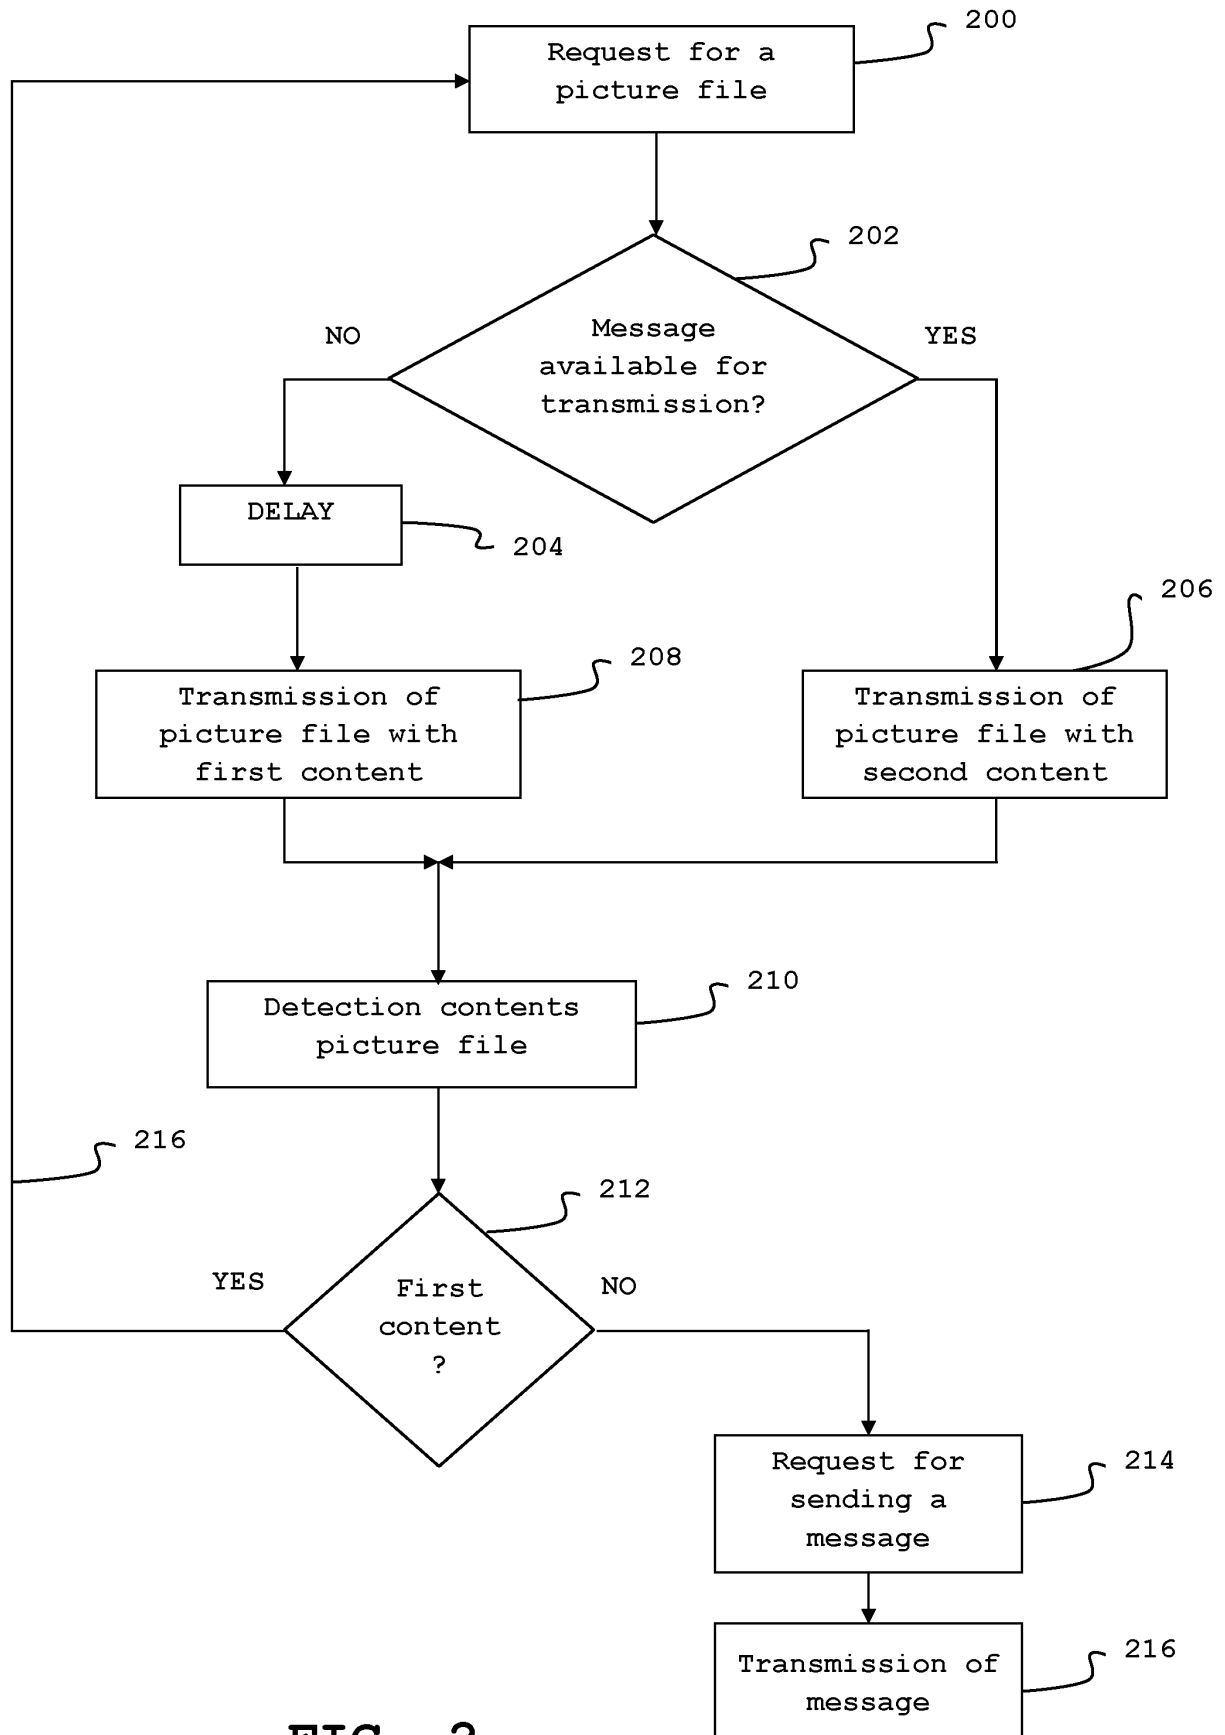 200
Request for a
picture file
202
Message
available for
transmission?
NO
YES
DELAY
204
206
208
Transmission of
picture file with
first content
Transmission of
picture file with
second content
210
Detection contents
picture file
216
212
YES
First
content
?
NO
214
Request for
sending a
message
216
Transmission of
message
FIG.